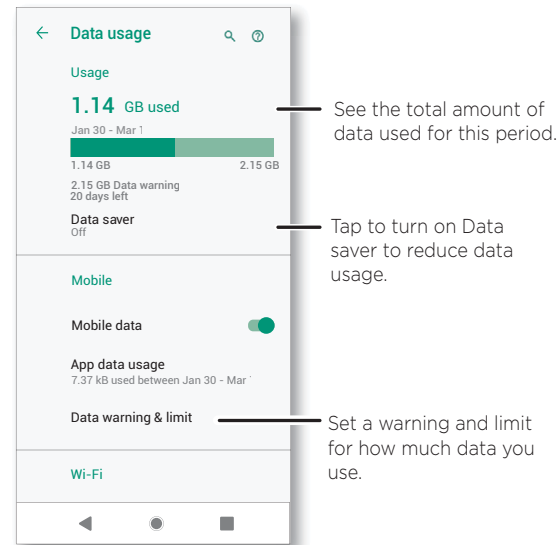 Data usage
Usage
1.14 GB used
Jan 30 - Mar 1
1.14 GB 2.15 GB
2.15 GB Data warning
20 days left
Data saver
Off
Mobile
Mobile data
App data usage
7.37 kB used between Jan 30 - Mar
Data warning & limit
Wi-Fi
See the total amount of
data used for this period.
Tap to turn on Data
saver to reduce data
usage.
Set a warning and limit
for how much data you
use.